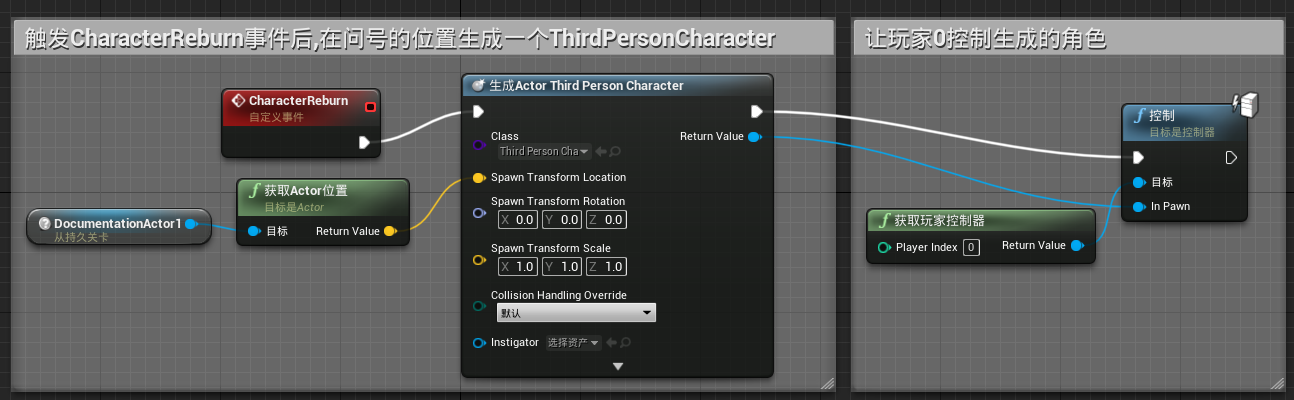 触发CharacterReburn事件后,在问号的位置生成一个ThirdPersonCharacter
CharacterReburn
自定义事件
DocumentationActor1
从持久关卡
获取Actor位置
目标是Actor
目标
Return Value
生成Actor Third Person Character
Class
Third Person Cha
Return Value
Spawn Transform Location
Spawn Transform Rotation
X 0.0 Y 0.0 Z 0.0
Spawn Transform Scale
X 1.0 Y 1.0 Z 1.0
Collision Handling Override
默认
Instigator 选择资产
让玩家0控制生成的角色
获取玩家控制器
Player Index 0
Return Value
控制
目标是控制器
目标
In Pawn